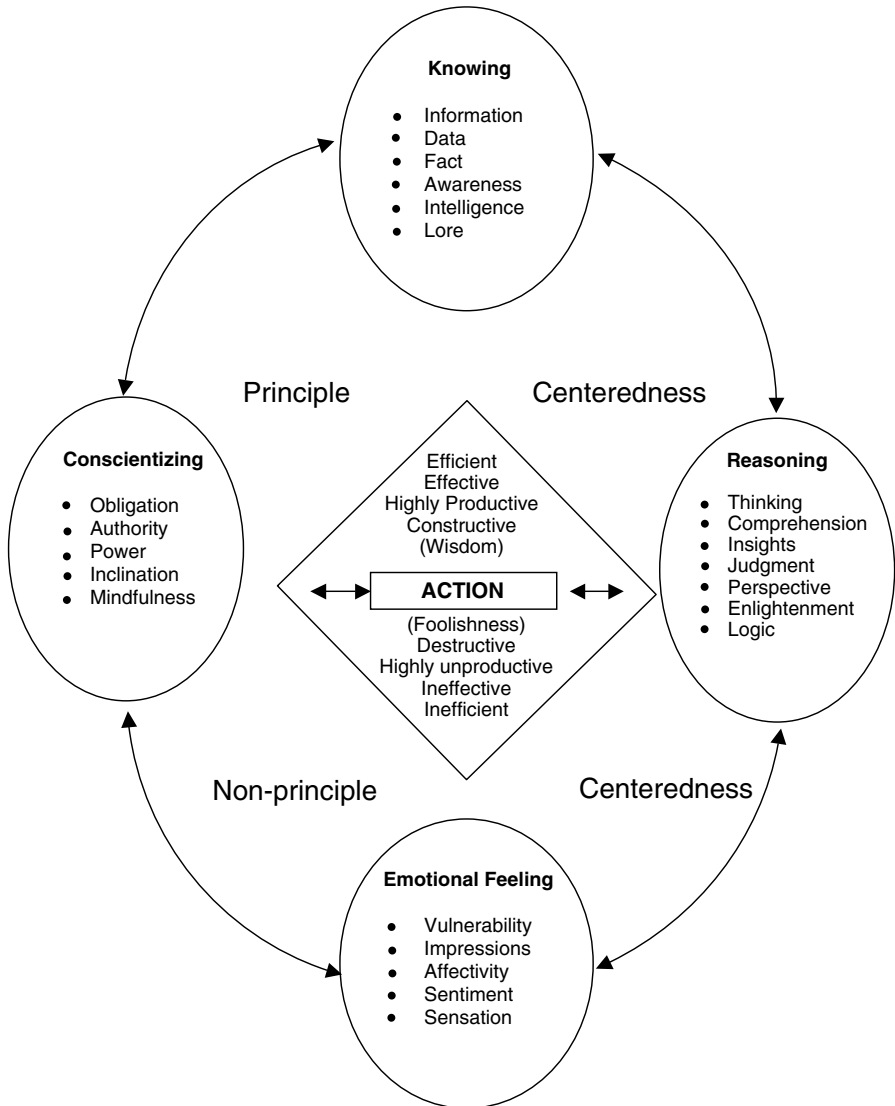 Knowing
● Information
● Data
● Fact
● Awareness
● Intelligence
● Lore
Principle
Centeredness
Conscientizing
● Obligation
● Authority
● Power
● Inclination
● Mindfulness
Efficient
Effective
Highly Productive
Constructive
(Wisdom)
ACTION
(Foolishness)
Destructive
Highly unproductive
Ineffective
Inefficient
Reasoning
● Thinking
● Comprehension
● Insights
● Judgment
● Perspective
● Enlightenment
● Logic
Non-principle
Centeredness
Emotional Feeling
● Vulnerability
● Impressions
● Affectivity
● Sentiment
● Sensation